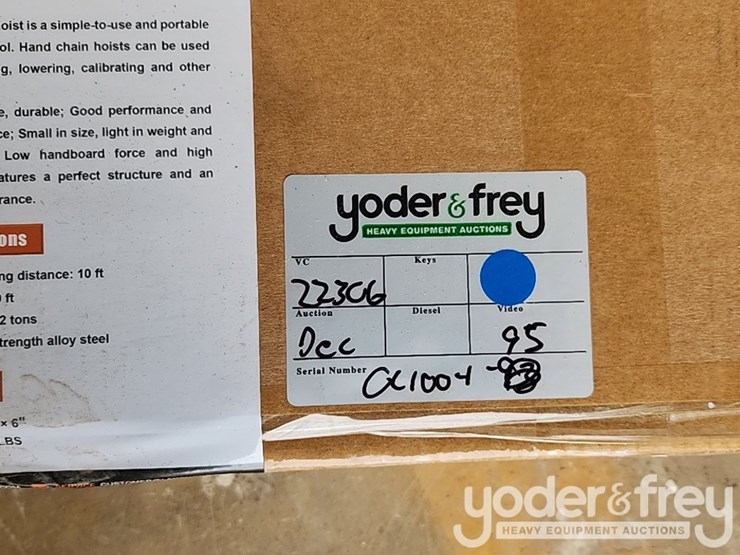 oist is a simple-to-use and portable
ol. Hand chain hoists can be used
g, lowering, calibrating and other
e, durable; Good performance and
ce; Small in size, light in weight and
Low handboard force and high
atures a perfect structure and an
rance.
ons
ng distance: 10 ft
ft
2 tons
trength alloy steel
× 6"
LBS
yoder & frey
HEAVY EQUIPMENT AUCTIONS
VC
Keys
22306
Auction
Diesel
Video
Dec
95
Serial Number
yoder & frey
HEAVY EQUIPMENT AUCTIONS